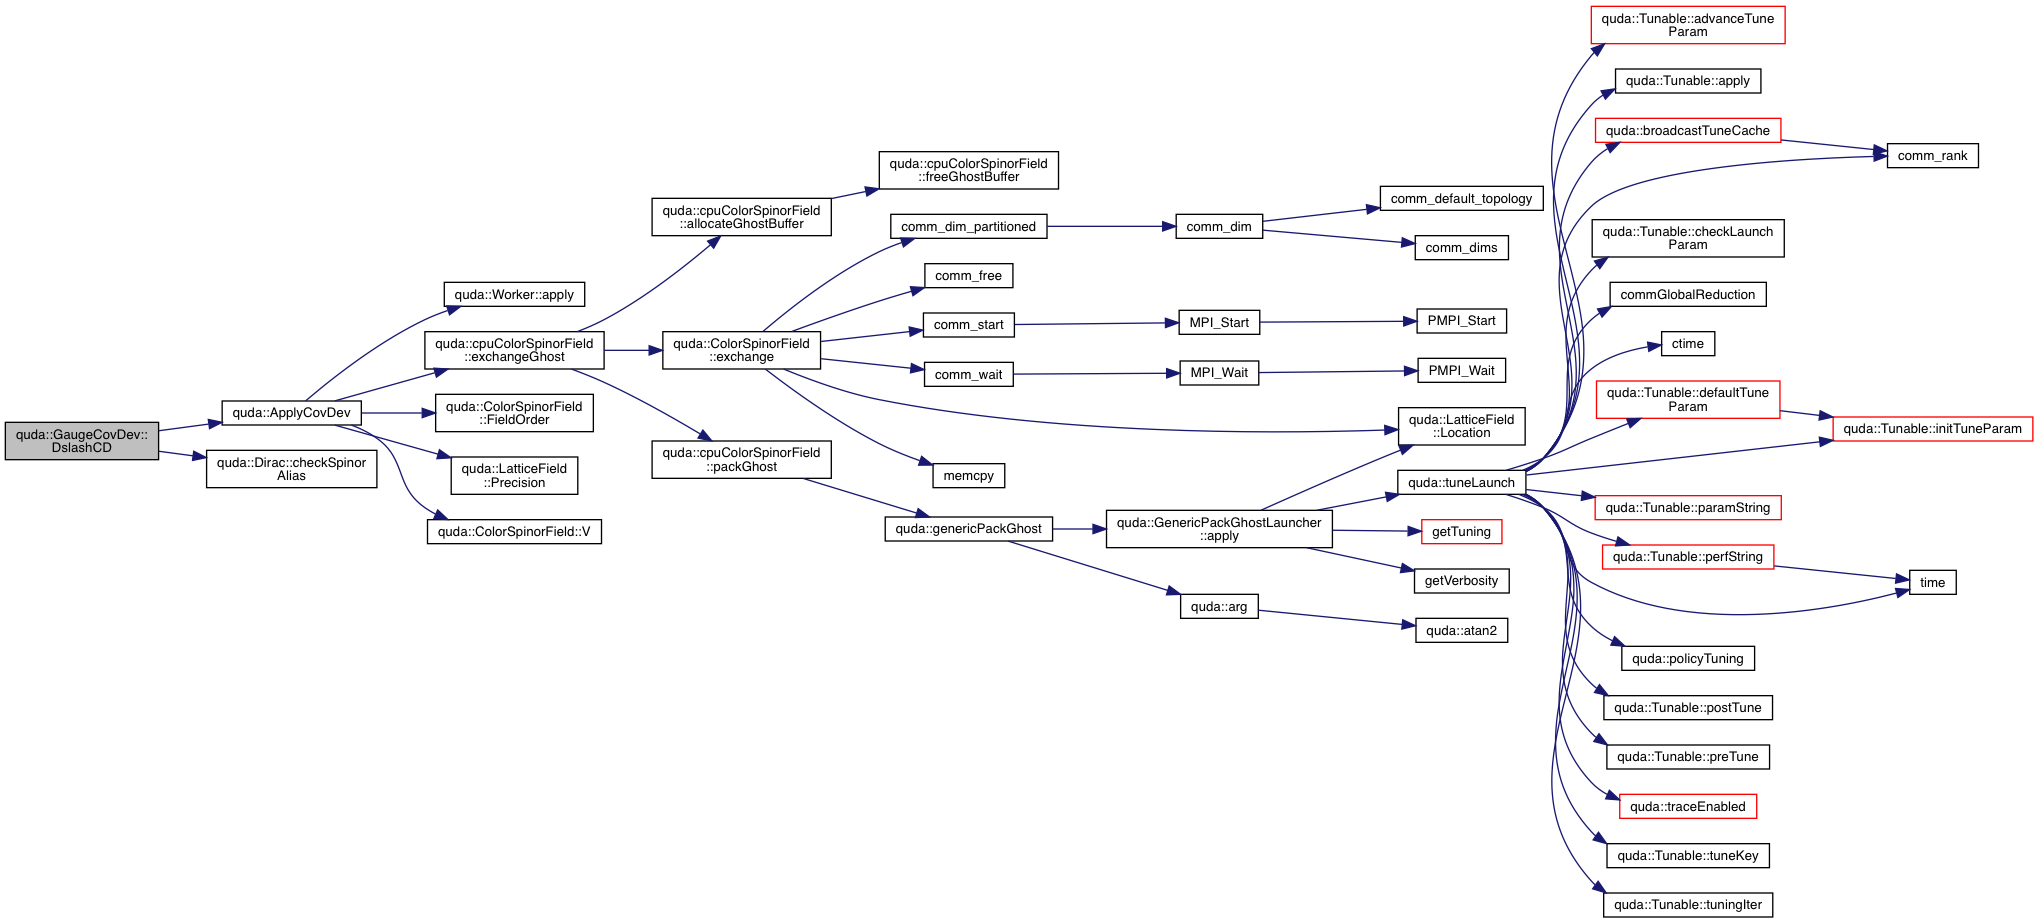 quda::GaugeCovDev::
DslashCD
quda::ApplyCovDev
quda::Dirac::checkSpinor
Alias
quda::Worker::apply
quda::cpuColorSpinorField
::exchangeGhost
quda::ColorSpinorField
::FieldOrder
quda::LatticeField
::Precision
quda::ColorSpinorField::V
quda::cpuColorSpinorField
::allocateGhostBuffer
quda::ColorSpinorField
::exchange
quda::cpuColorSpinorField
::packGhost
quda::cpuColorSpinorField
::freeGhostBuffer
comm_dim_partitioned
comm_free
comm_start
comm_wait
memcpy
quda::genericPackGhost
comm_dim
MPI_Start
MPI_Wait
quda::GenericPackGhostLauncher
::apply
quda::arg
comm_default_topology
comm_dims
PMPI_Start
PMPI_Wait
quda::LatticeField
::Location
quda::tuneLaunch
getTuning
getVerbosity
quda::atan2
quda::Tunable::advanceTune
Param
quda::Tunable::apply
quda::broadcastTuneCache
comm_rank
quda::Tunable::checkLaunch
Param
commGlobalReduction
ctime
quda::Tunable::defaultTune
Param
quda::Tunable::initTuneParam
quda::Tunable::paramString
quda::Tunable::perfString
time
quda::policyTuning
quda::Tunable::postTune
quda::Tunable::preTune
quda::traceEnabled
quda::Tunable::tuneKey
quda::Tunable::tuningIter